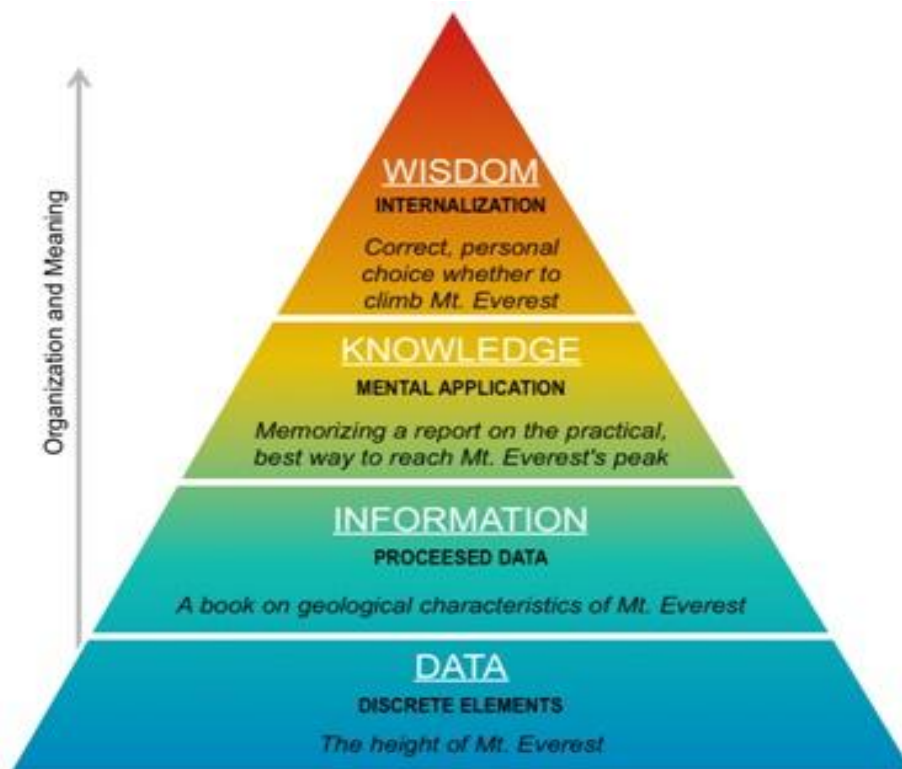 WISDOM
INTERNALIZATION
Correct, personal
choice whether to
climb Mt. Everest
KNOWLEDGE
MENTAL APPLICATION
Memorizing a report on the practical,
best way to reach Mt. Everest's peak
INFORMATION
PROCEESED DATA
A book on geological characteristics of Mt. Everest
DATA
DISCRETE ELEMENTS
The height of Mt. Everest
Organization and Meaning